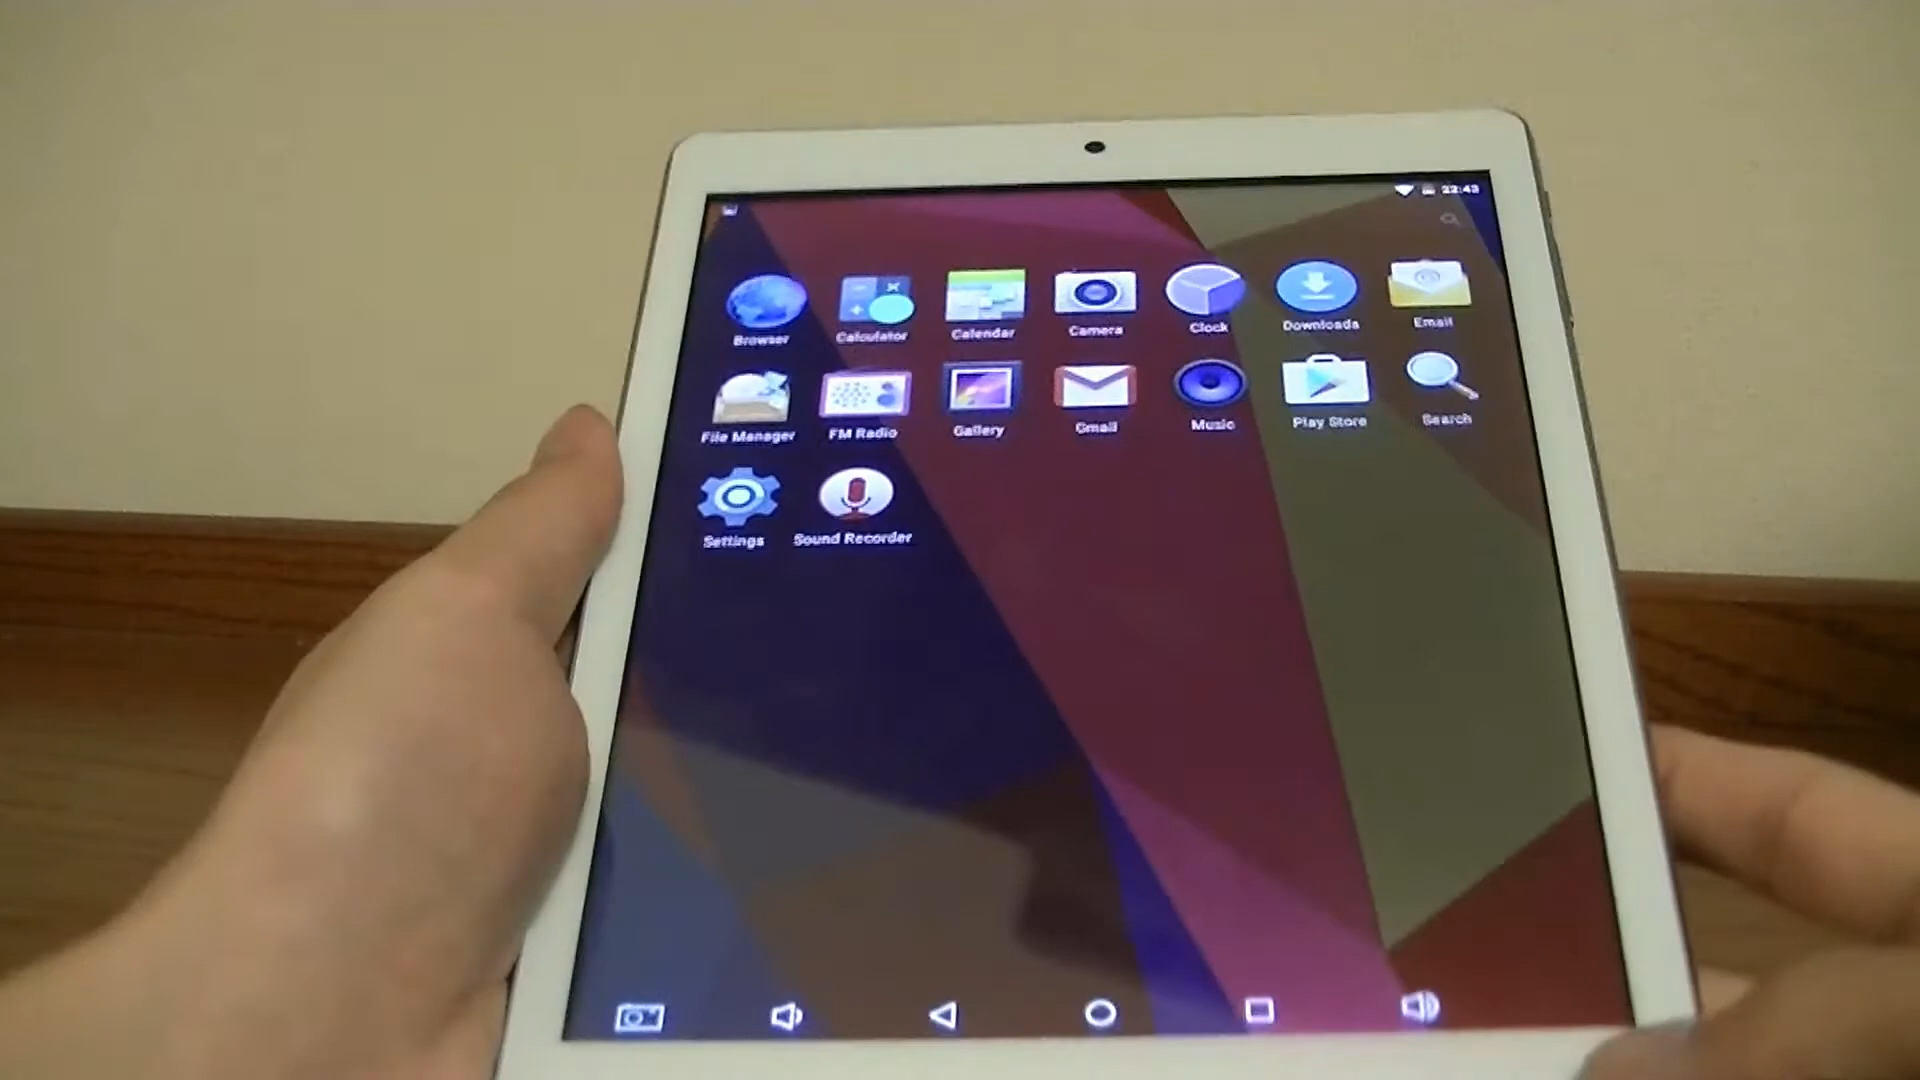 22:43
Browser Calculator Calendar Camera Clock Downloads Email
File Manager FM Radio Gallery Gmail Music Play Store Search
Settings Sound Recorder